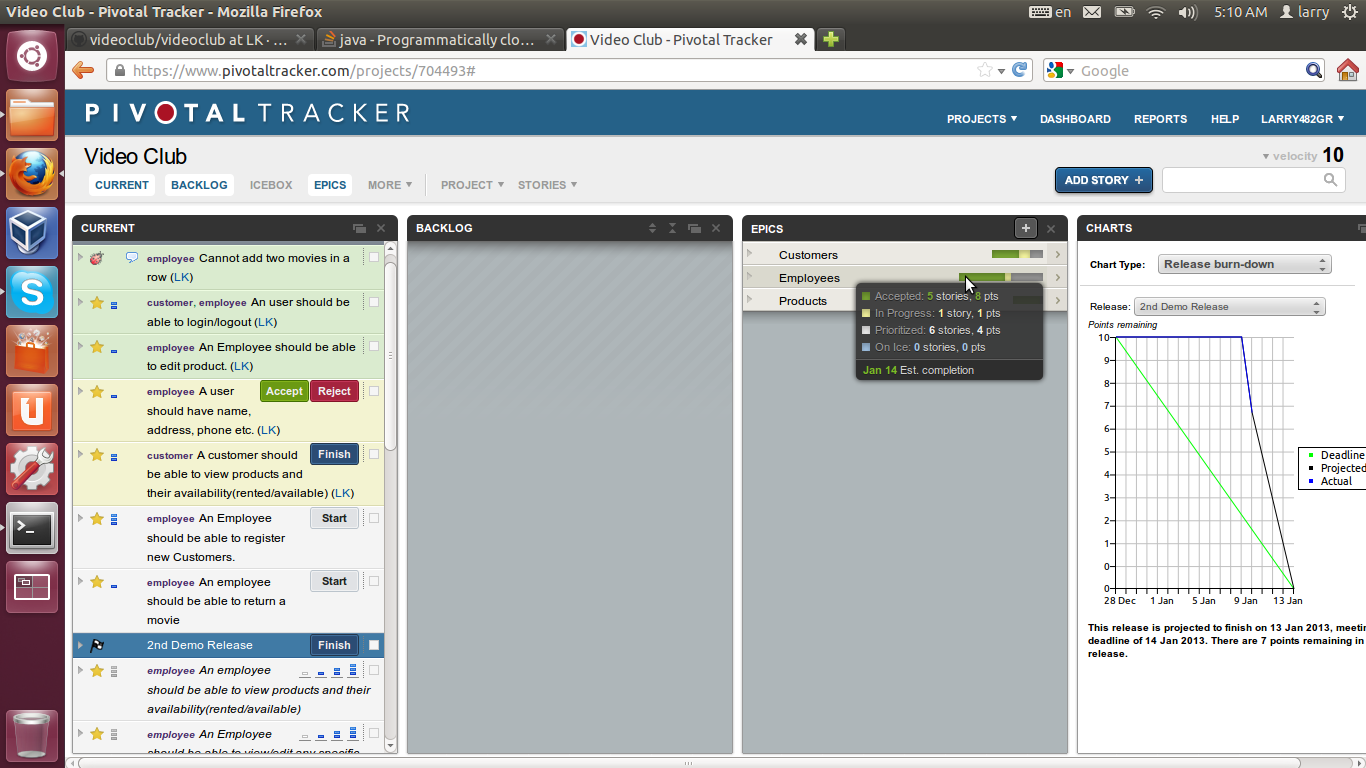 Video Club - Pivotal Tracker - Mozilla Firefox
en
5:10 AM
larry
videoclub/videoclub at LK · ...
java - Programmatically clo...
Video Club - Pivotal Tracker
https://www.pivotaltracker.com/projects/704493#
Google
PIVOTAL TRACKER
PROJECTS
DASHBOARD
REPORTS
HELP
LARRY482GR
Video Club
velocity 10
CURRENT
BACKLOG
ICEBOX
EPICS
MORE
PROJECT
STORIES
ADD STORY +
CURRENT
employee Cannot add two movies in a
row (LK)
customer, employee An user should be
able to login/logout (LK)
employee An Employee should be able
to edit product. (LK)
employee A user
Accept
Reject
should have name,
address, phone etc. (LK)
customer A customer should
Finish
be able to view products and
their availability(rented/available) (LK)
employee An Employee
Start
should be able to register
new Customers.
employee An employee
Start
should be able to return a
movie
2nd Demo Release
Finish
employee An employee
should be able to view products and their
availability(rented/available)
employee An Employee
should be able to view/edit any specific
BACKLOG
EPICS
+
Customers
Employees
Products
Accepted: 5 stories, 8 pts
In Progress: 1 story, 1 pts
Prioritized: 6 stories, 4 pts
On Ice: 0 stories, 0 pts
Jan 14 Est. completion
CHARTS
Chart Type:
Release burn-down
Release:
2nd Demo Release
Points remaining
10
9
8
7
6
5
4
3
2
1
0
0
28 Dec
1 Jan
5 Jan
9 Jan
13 Jan
Deadline
Projected
Actual
This release is projected to finish on 13 Jan 2013, meetin
deadline of 14 Jan 2013. There are 7 points remaining in
release.